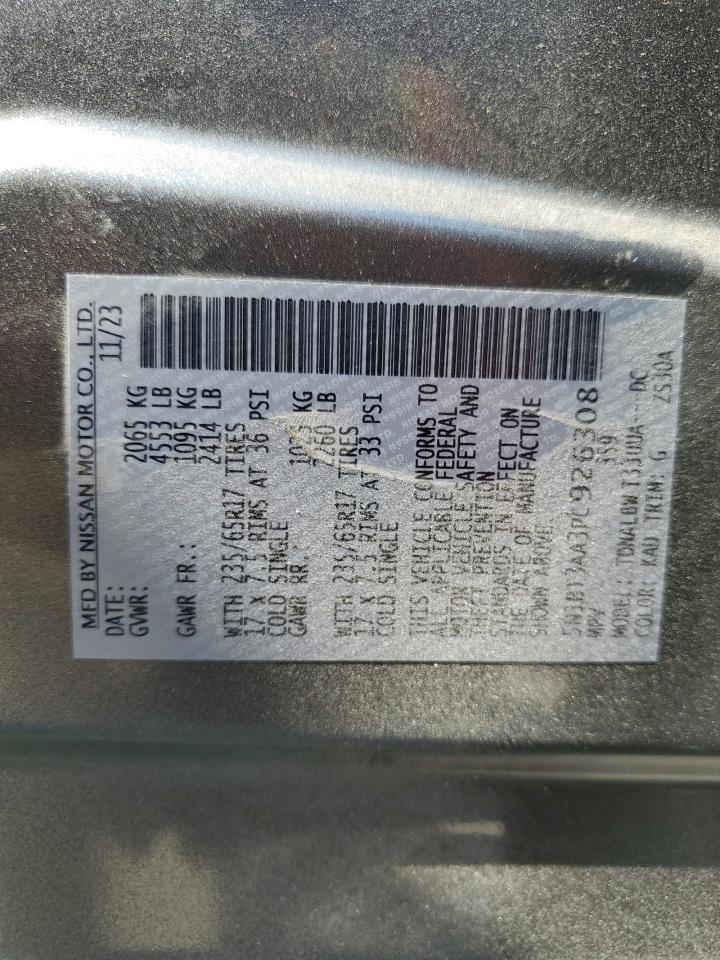 MFD BY NISSAN MOTOR CO., LTD.
DATE: 11/23
GVWR: 2065 KG
4553 LB
GAWR FR.: 1095 KG
2414 LB
WITH 235/65R17 TIRES
17 X 7.5 RIMS AT 36 PSI
COLD SINGLE
GAWR RR.: KG
2260 LB
WITH 235/65R17 TIRES
17 X 7.5 RIMS AT 33 PSI
COLD SINGLE
THIS VEHICLE CONFORMS TO
ALL APPLICABLE FEDERAL
MOTOR VEHICLE SAFETY AND
THEFT PREVENTION
STANDARDS IN EFFECT ON
THE DATE OF MANUFACTURE
SHOWN ABOVE.
MPV 359
MODEL:
COLOR: KAD TRIM: G